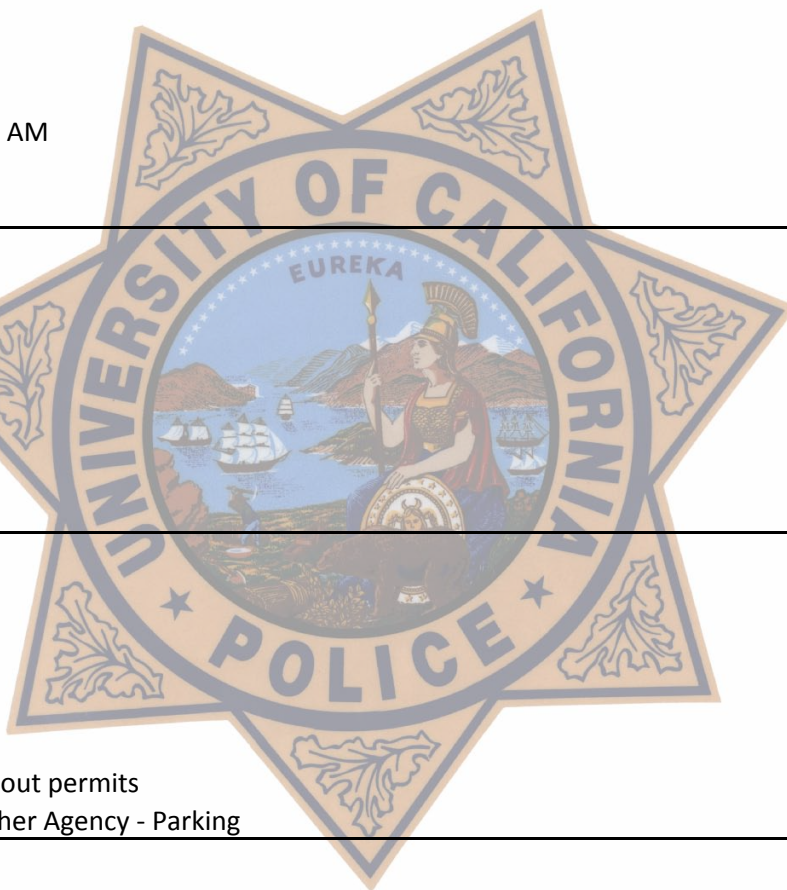 AM
UNIVERSITY OF CALIFORNIA
EUREKA
POLICE
out permits
her Agency - Parking